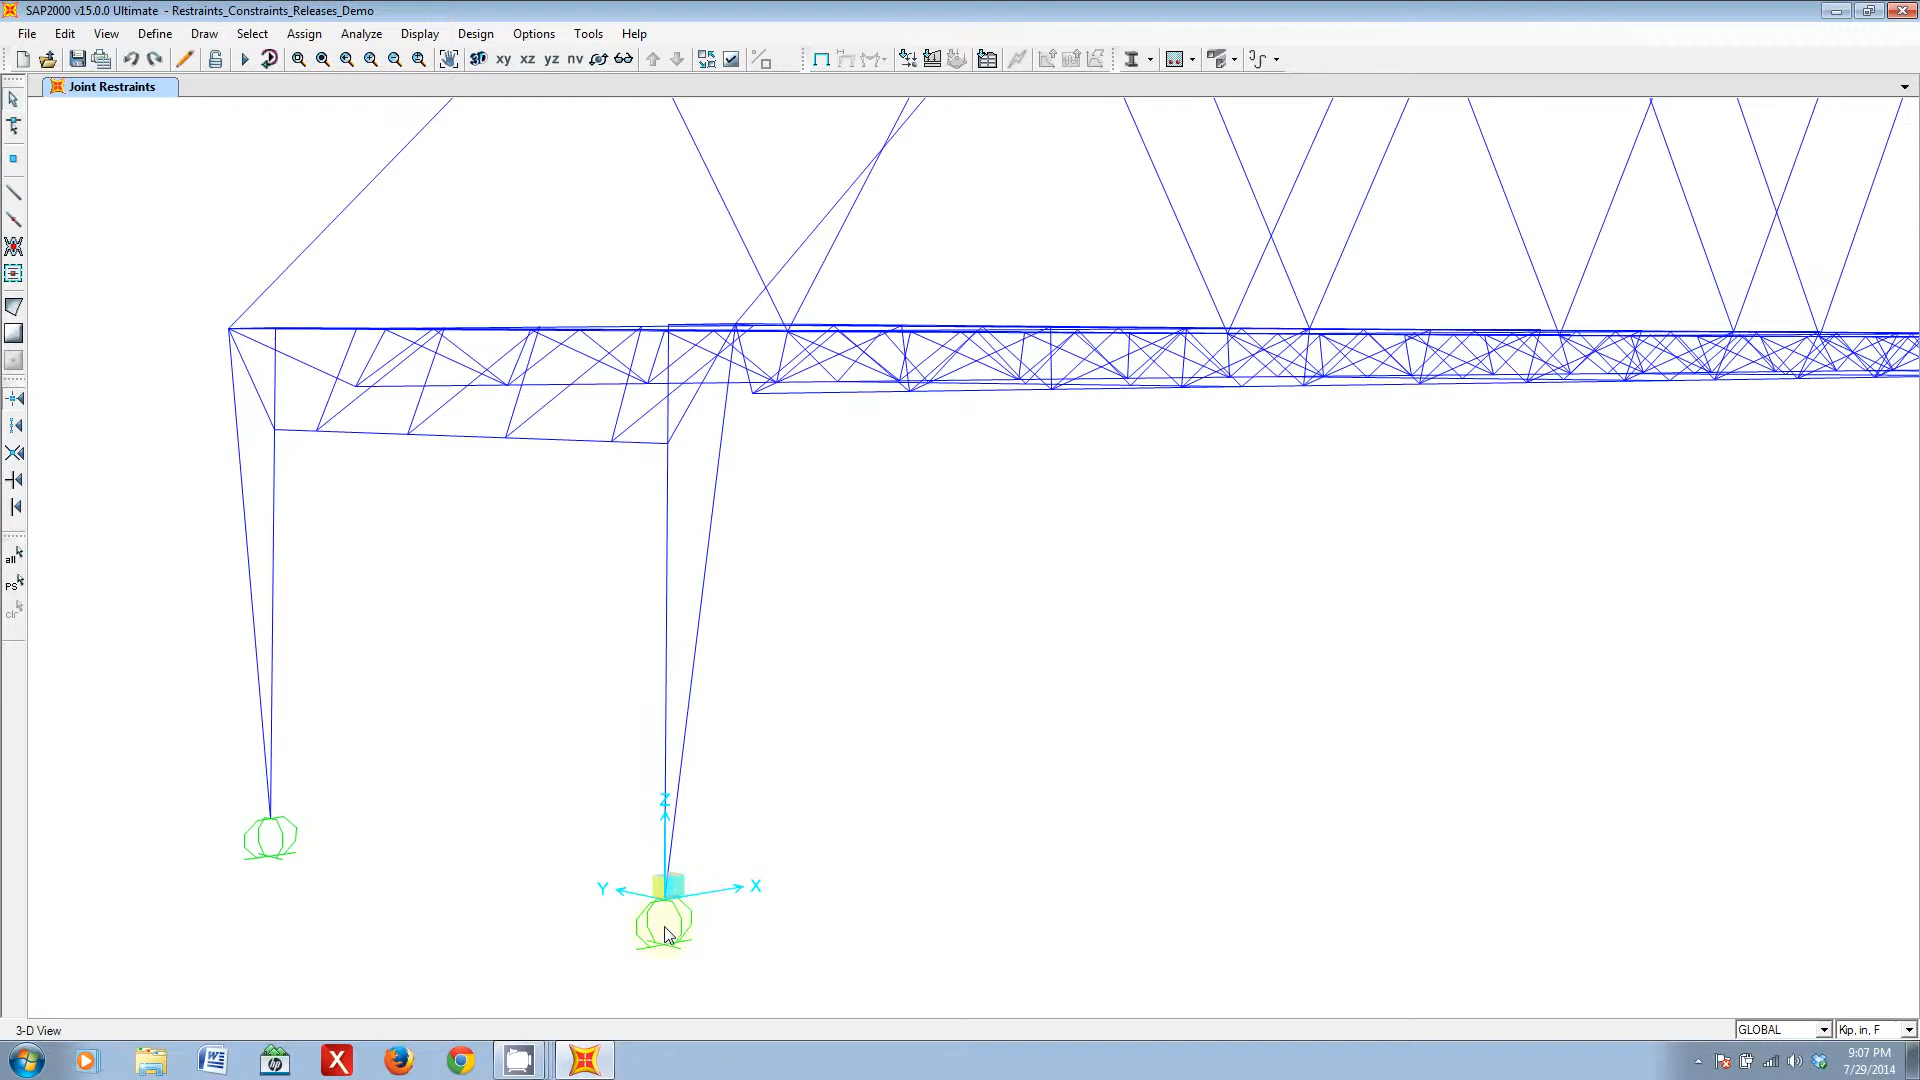 SAP2000 v15.0.0 Ultimate - Restraints_Constraints_Releases_Demo
File Edit View Define Draw Select Assign Analyze Display Design Options Tools Help
3D xy xz yz nv
Joint Restraints
all
PS
clr
Z
Y X
3-D View GLOBAL Kip, in, F
9:07 PM
7/29/2014